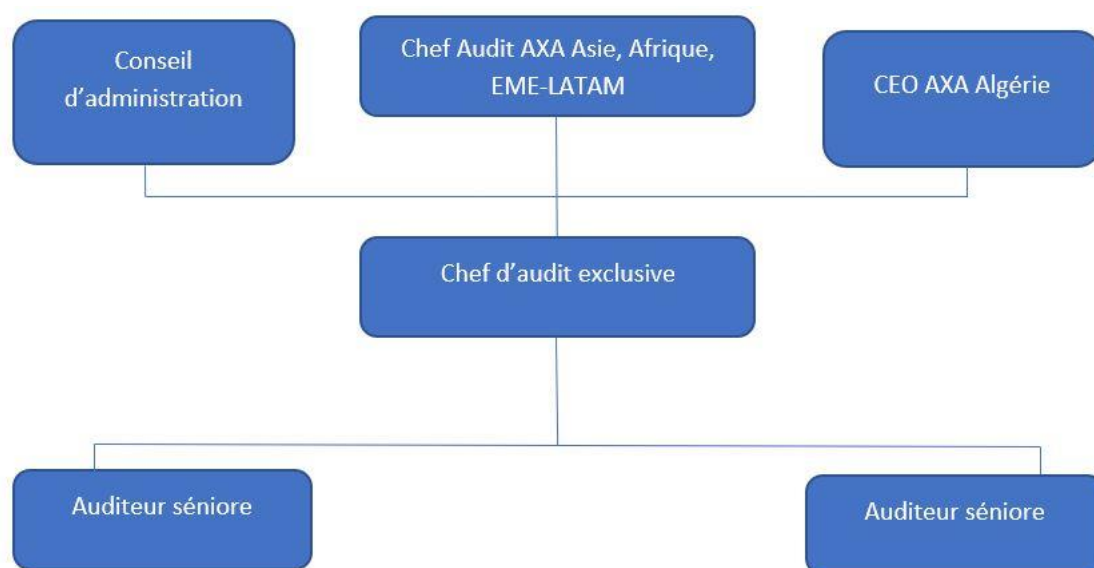 Conseil
d’administration
Chef Audit AXA Asie, Afrique,
EME-LATAM
CEO AXA Algérie
Chef d’audit exclusive
Auditeur séniore
Auditeur séniore